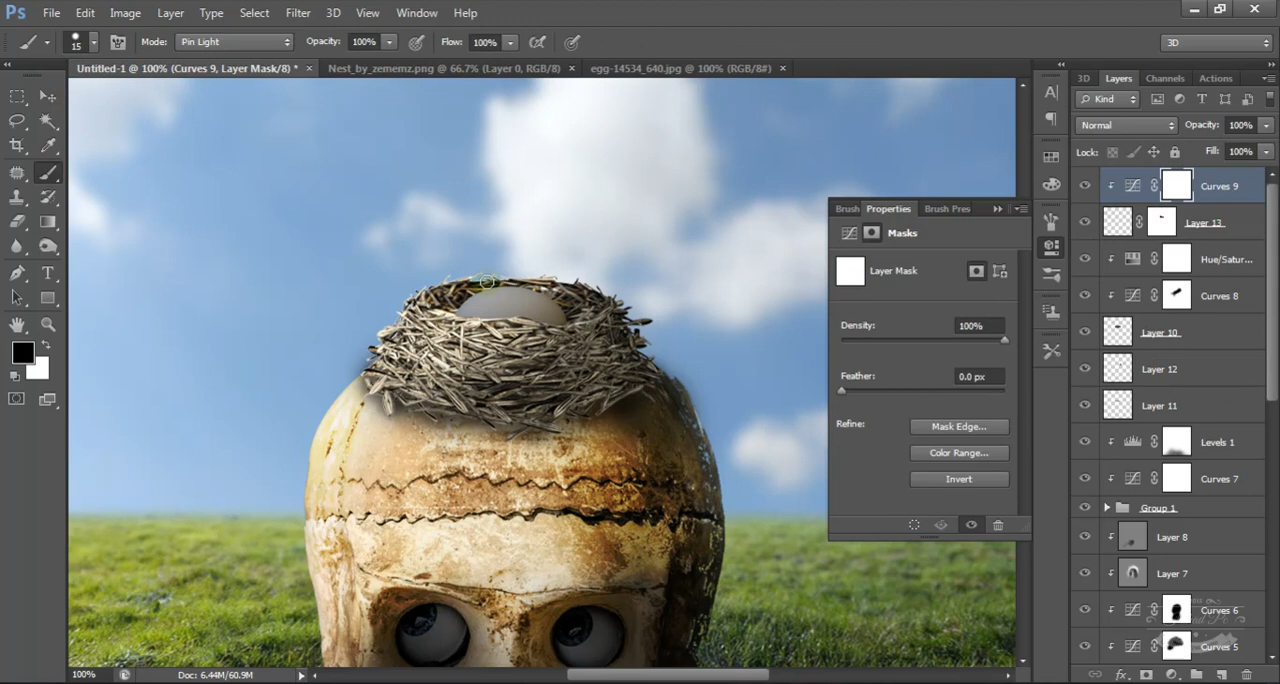 Ps File Edit Image Layer Type Select Filter 3D View Window Help
15 Mode: Pin Light Opacity: 100% Flow: 100% 3D
Untitled-1 @ 100% (Curves 9, Layer Mask/8) * × Nest_by_zememz.png @ 66.7% (Layer 0, RGB/8) × egg-14534_640.jpg @ 100% (RGB/8#) ×
3D Layers Channels Actions
Kind
Normal Opacity: 100%
Lock: Fill: 100%
Curves 9
Layer 13
Hue/Satur...
Curves 8
Layer 10
Layer 12
Layer 11
Levels 1
Curves 7
Group 1
Layer 8
Layer 7
Curves 6
Curves 5
Brush Properties Brush Pres
Masks
Layer Mask
Density: 100%
Feather: 0.0 px
Refine: Mask Edge...
Color Range...
Invert
100% Doc: 6.44M/60.9M